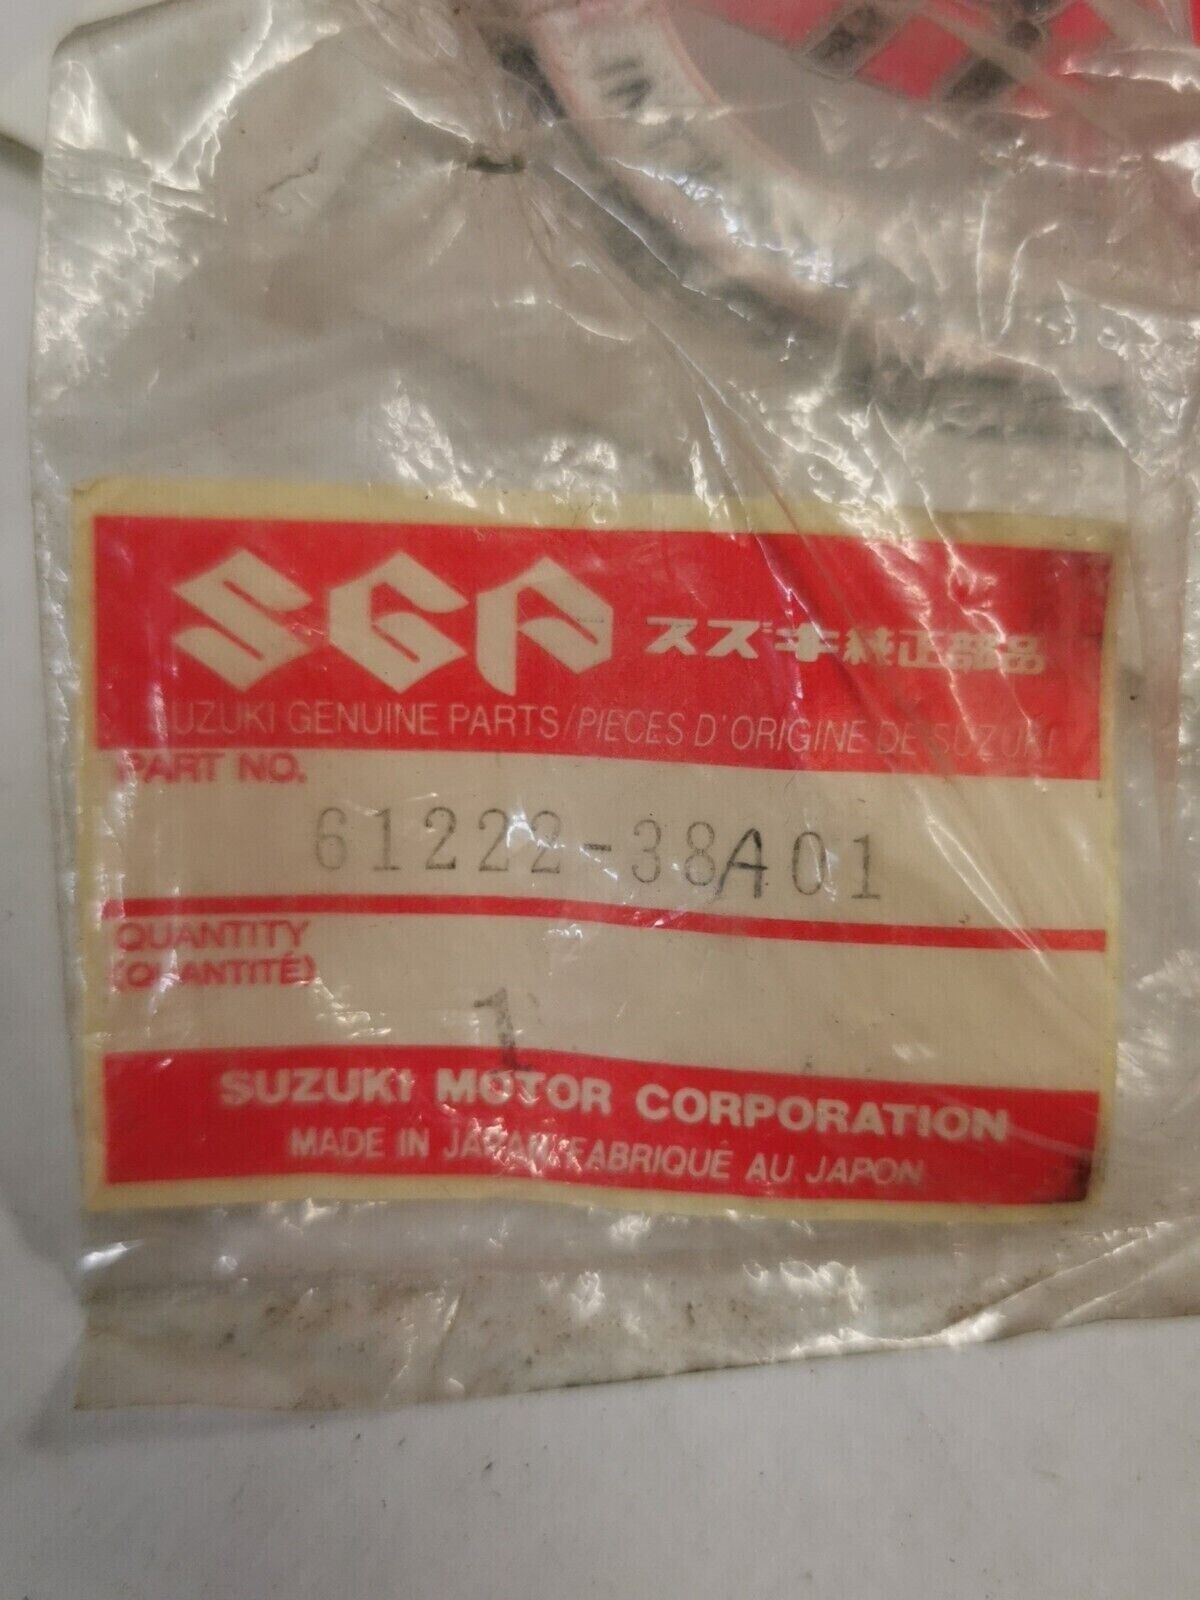 SGP スズキ純正部品
SUZUKI GENUINE PARTS/PIECES D'ORIGINE DE SUZUKI
PART NO.
61222-38A01
QUANTITY
(QUANTITÉ)
1
SUZUKI MOTOR CORPORATION
MADE IN JAPAN/FABRIQUÉ AU JAPON